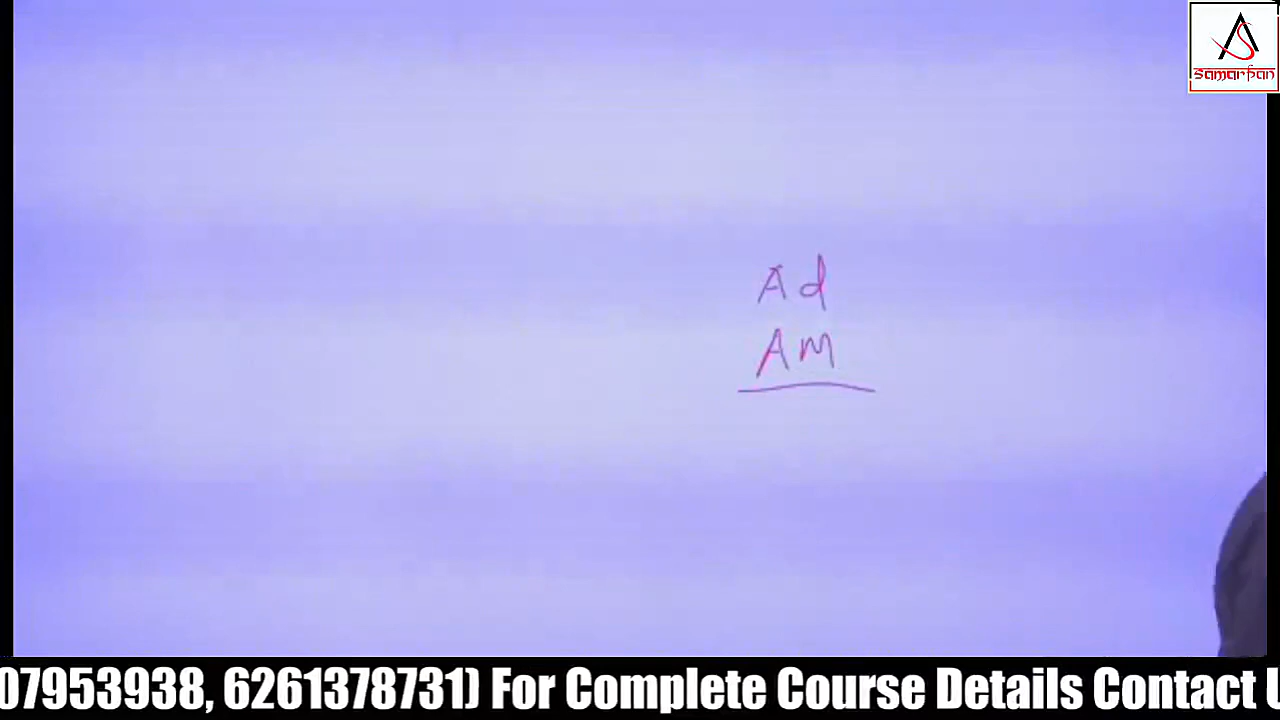 Samarpan
Ad
AM
07953938, 6261378731) For Complete Course Details Contact U